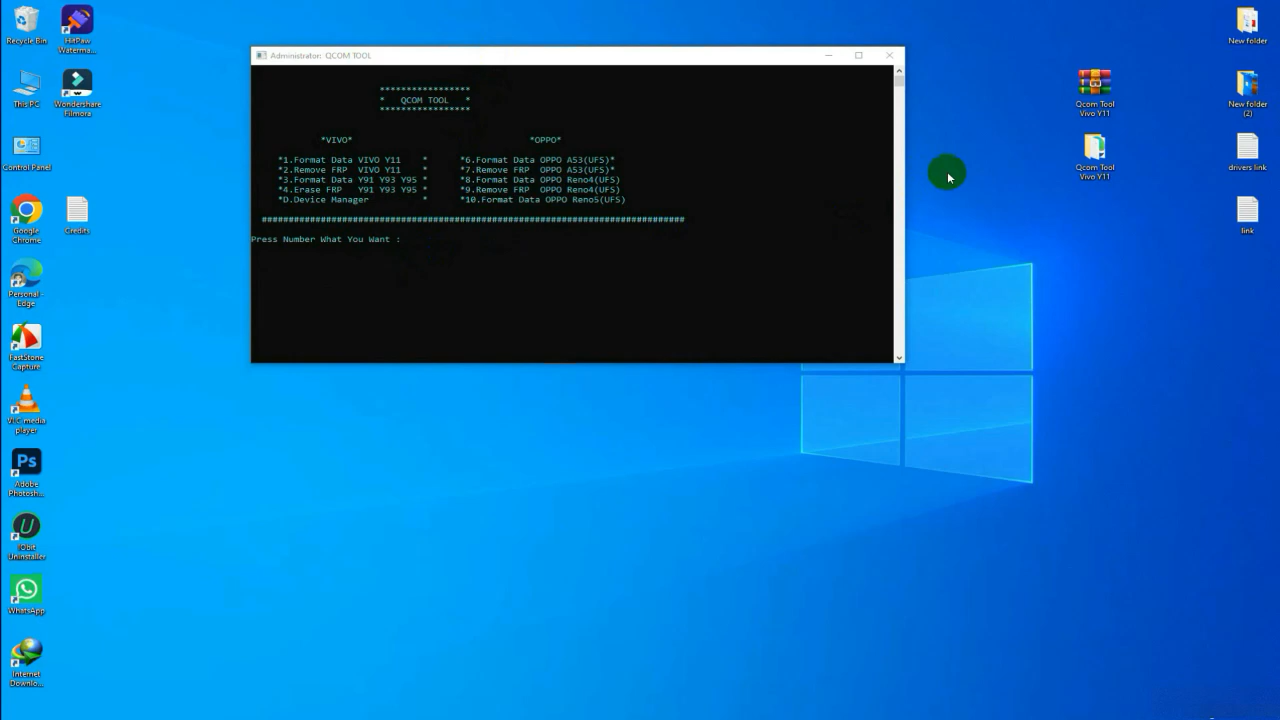 Recycle Bin
HitPaw
Waterma...
This PC
Wondershare
Filmora
Control Panel
Google
Chrome
Credits
Personal -
Edge
FastStone
Capture
VLC media
player
Ps
Adobe
Photosh...
IObit
Uninstaller
WhatsApp
Internet
Downlo...
Administrator: QCOM TOOL
*****************
* QCOM TOOL *
*****************
*VIVO* *OPPO*
*1.Format Data VIVO Y11 * *6.Format Data OPPO A53(UFS)*
*2.Remove FRP VIVO Y11 * *7.Remove FRP OPPO A53(UFS)*
*3.Format Data Y91 Y93 Y95 * *8.Format Data OPPO Reno4(UFS)
*4.Erase FRP Y91 Y93 Y95 * *9.Remove FRP OPPO Reno4(UFS)
*D.Device Manager * *10.Format Data OPPO Reno5(UFS)
###############################################################################
Press Number What You Want :
Qcom Tool
Vivo Y11
Qcom Tool
Vivo Y11
New folder
New folder
(2)
drivers link
link